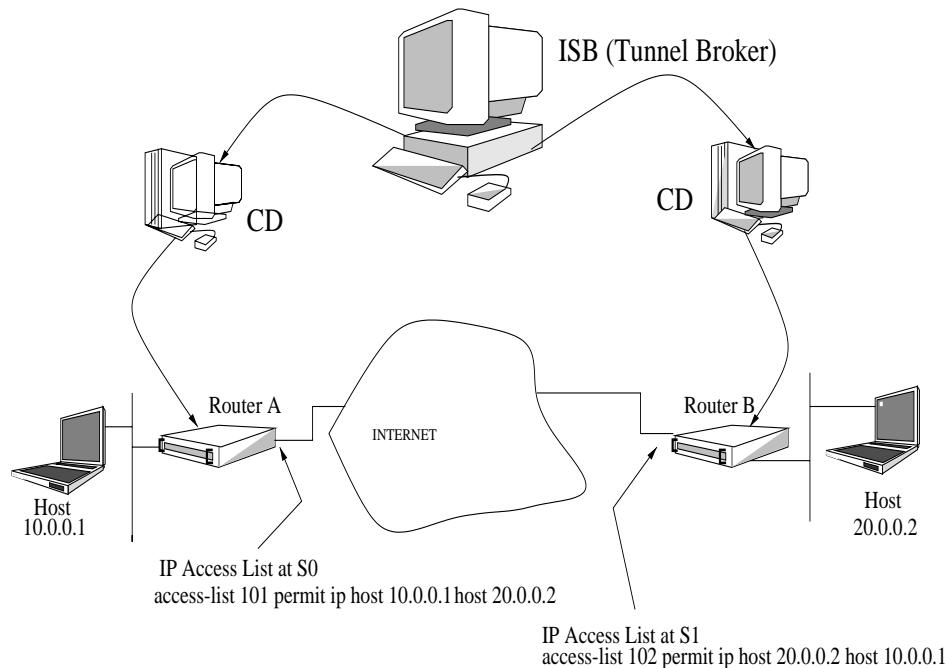 ISB (Tunnel Broker)
CD
CD
Router A
Router B
INTERNET
Host
10.0.0.1
Host
20.0.0.2
IP Access List at S0
access-list 101 permit ip host 10.0.0.1 host 20.0.0.2
IP Access List at S1
access-list 102 permit ip host 20.0.0.2 host 10.0.0.1